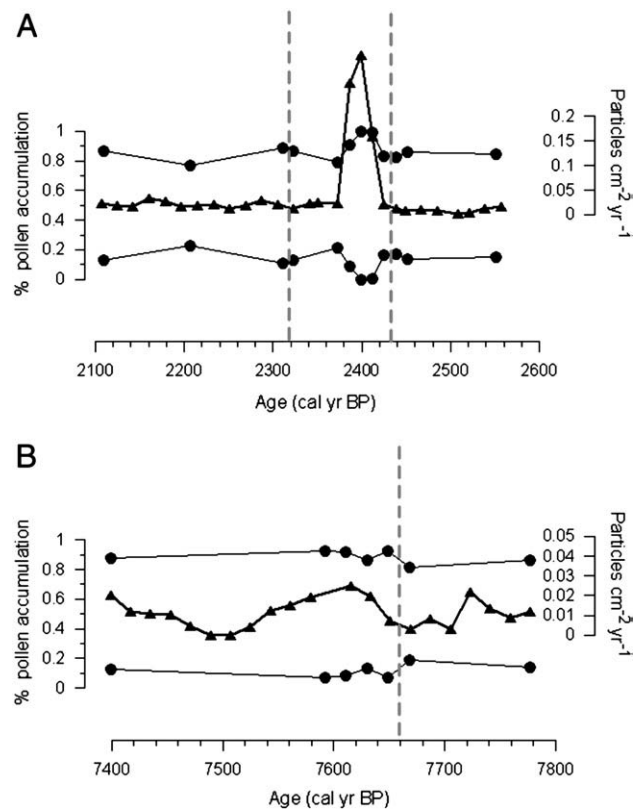 A
% pollen accumulation
1
0.8
0.6
0.4
0.2
0
0.2
0.15
0.1
0.05
0
Particles cm⁻² yr⁻¹
2100 2200 2300 2400 2500 2600
Age (cal yr BP)
B
% pollen accumulation
1
0.8
0.6
0.4
0.2
0
0.05
0.04
0.03
0.02
0.01
0
Particles cm⁻² yr⁻¹
7400 7500 7600 7700 7800
Age (cal yr BP)